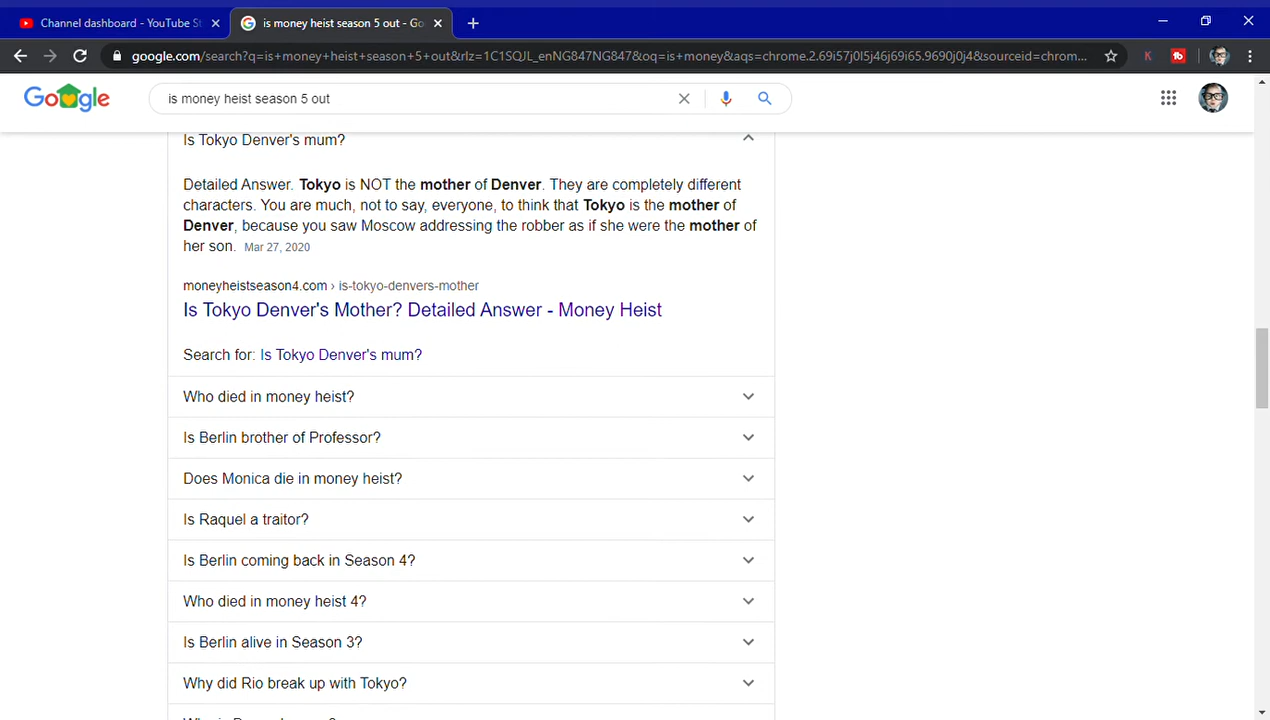 Channel dashboard - YouTube St
is money heist season 5 out - Go
google.com/search?q=is+money+heist+season+5+out&rlz=1C1SQJL_enNG847NG847&oq=is+money&aqs=chrome.2.69i57j0l5j46j69i65.9690j0j4&sourceid=chrom...
Google
is money heist season 5 out
Is Tokyo Denver's mum?
Detailed Answer. Tokyo is NOT the mother of Denver. They are completely different
characters. You are much, not to say, everyone, to think that Tokyo is the mother of
Denver, because you saw Moscow addressing the robber as if she were the mother of
her son. Mar 27, 2020
moneyheistseason4.com › is-tokyo-denvers-mother
Is Tokyo Denver's Mother? Detailed Answer - Money Heist
Search for: Is Tokyo Denver's mum?
Who died in money heist?
Is Berlin brother of Professor?
Does Monica die in money heist?
Is Raquel a traitor?
Is Berlin coming back in Season 4?
Who died in money heist 4?
Is Berlin alive in Season 3?
Why did Rio break up with Tokyo?